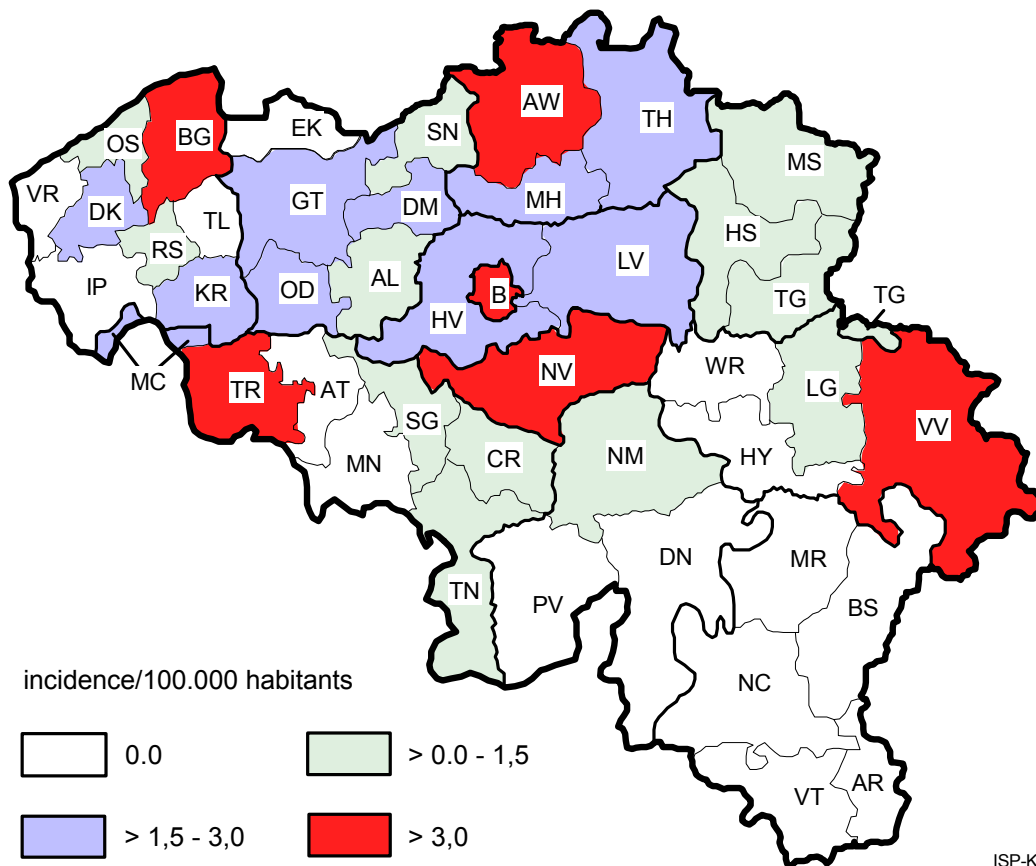 AW
TH
EK
SN
BG
OS
MS
VR
DK
GT
DM
MH
TL
RS
HS
LV
IP
AL
KR
OD
B
TG
TG
HV
MC
WR
NV
TR
AT
LG
SG
VV
MN
CR
NM
HY
DN
MR
TN
PV
BS
NC
incidence/100.000 habitants
0.0
> 0.0 - 1,5
AR
VT
> 1,5 - 3,0
> 3,0
ISP-K